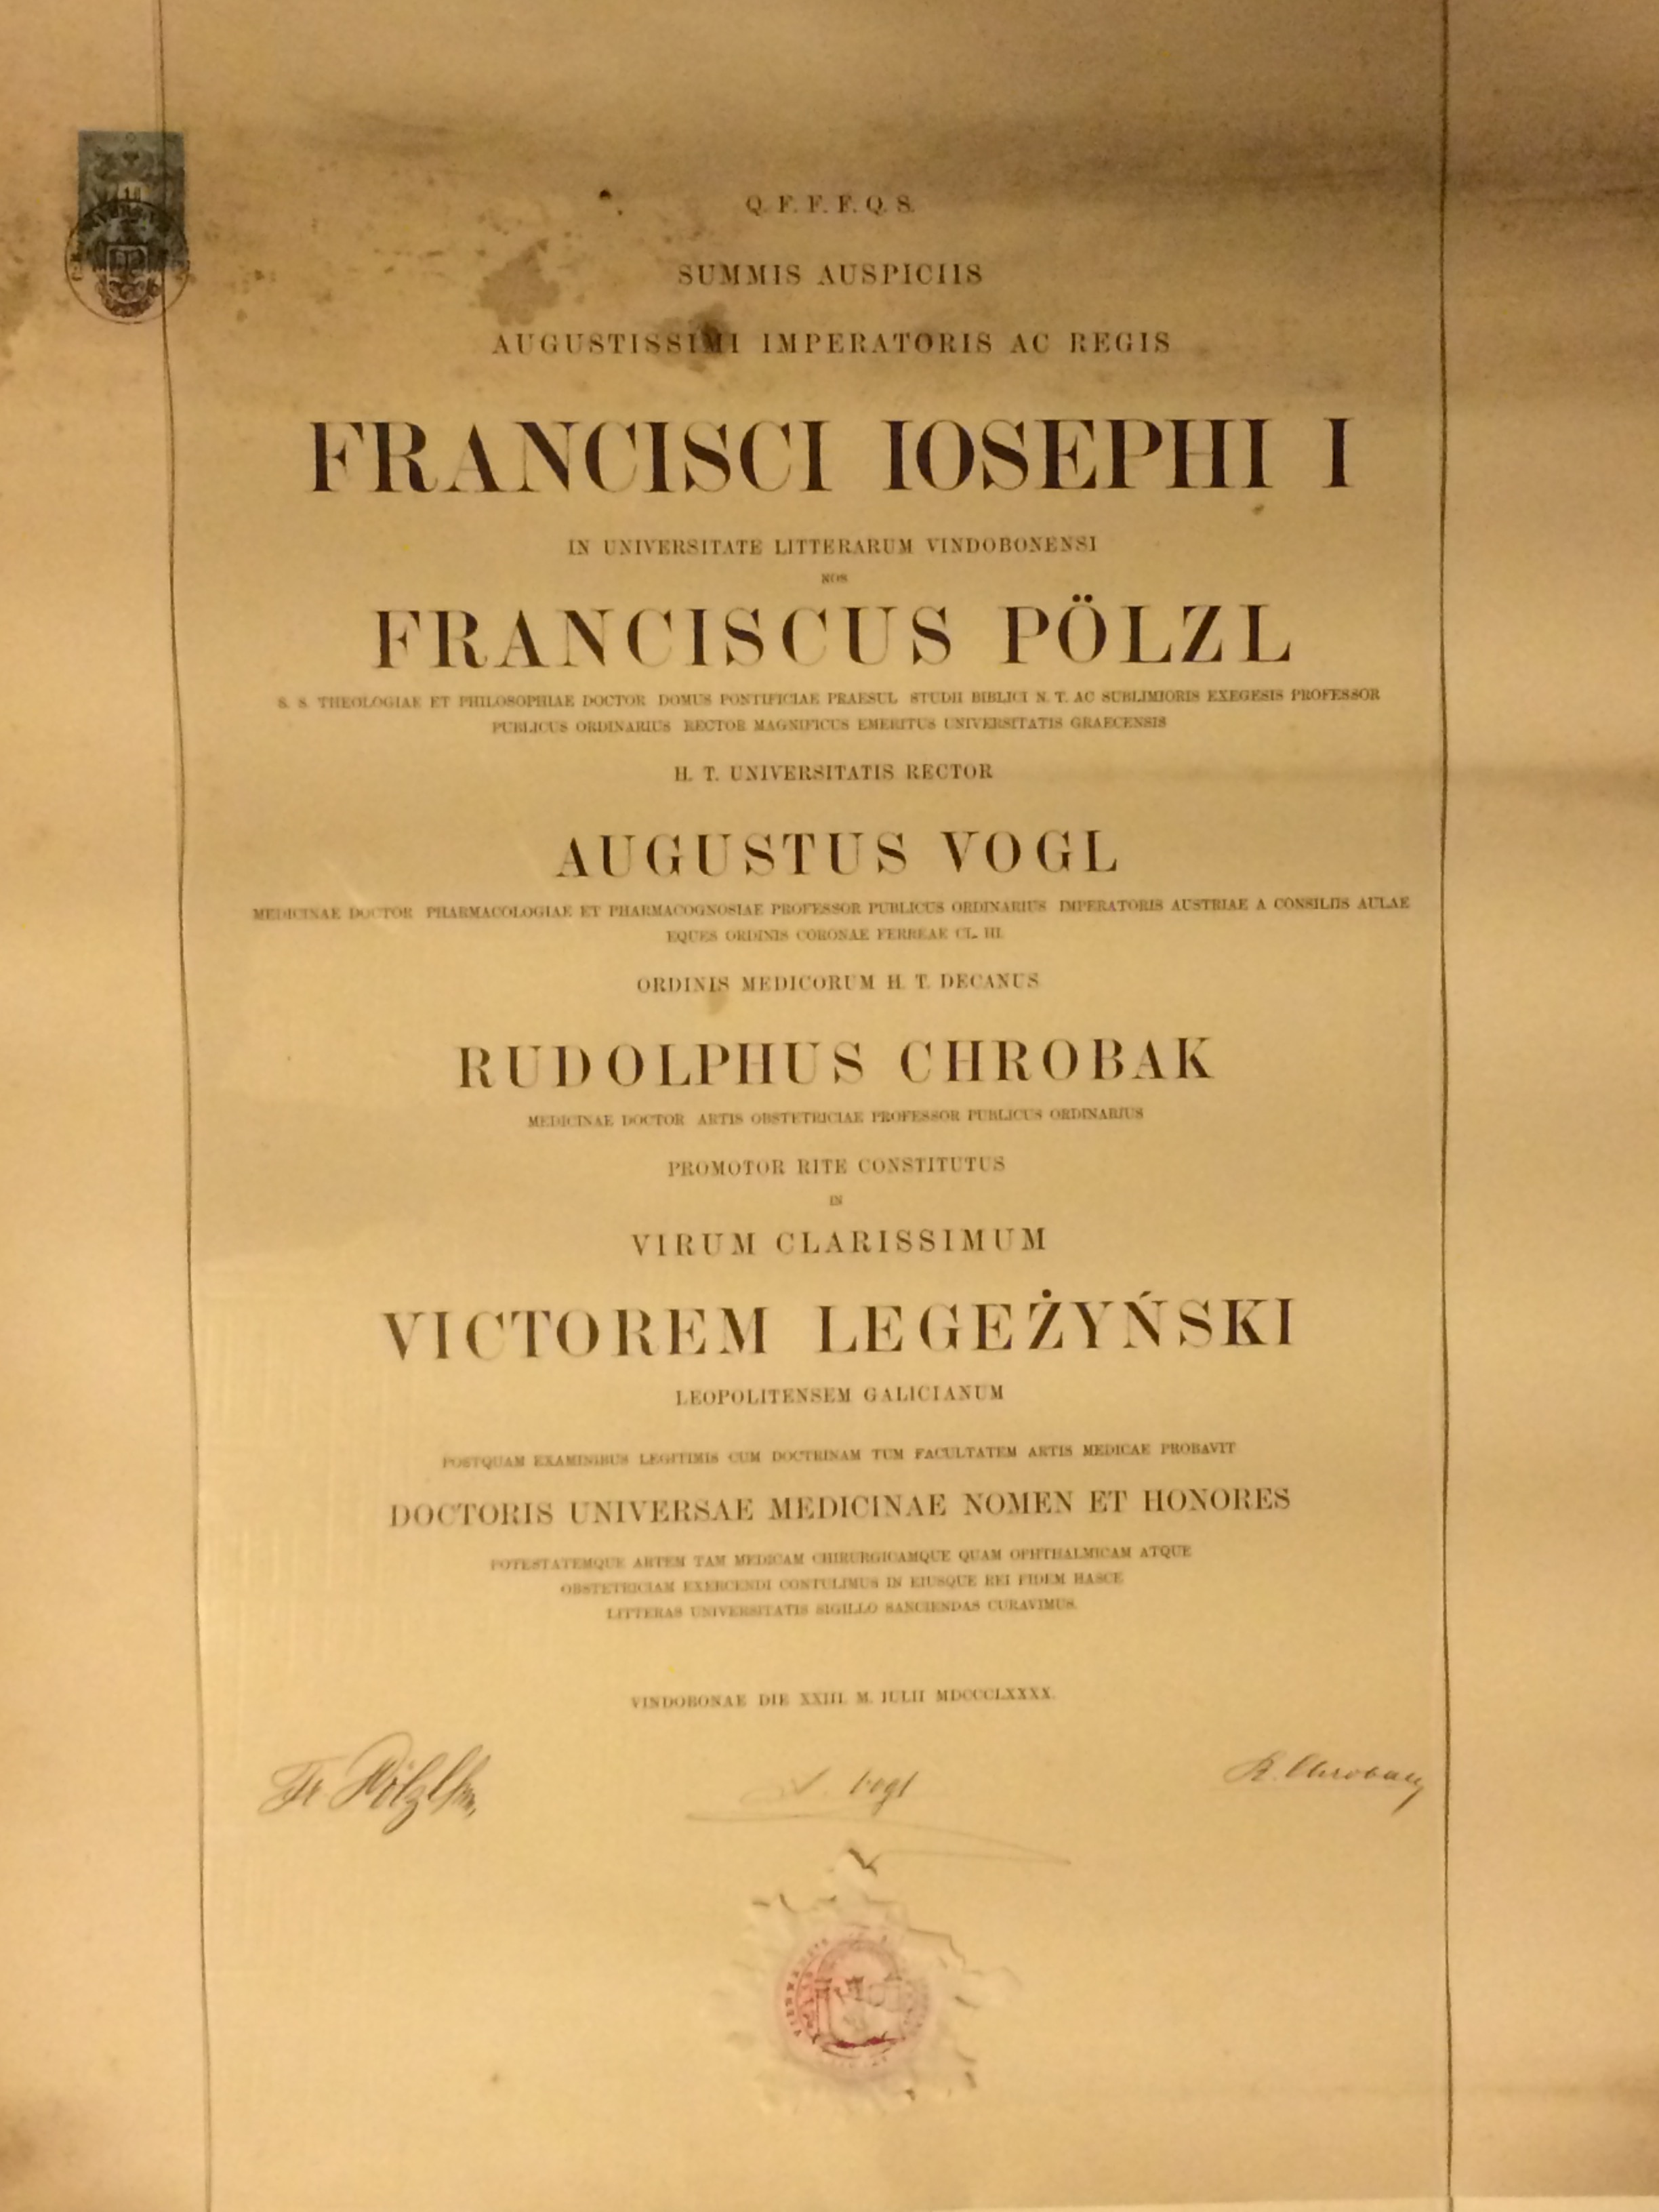 Q. F. F. F. Q. S.
SUMMIS AUSPICIIS
AUGUSTISSIMI IMPERATORIS AC REGIS
FRANCISCI IOSEPHI I
IN UNIVERSITATE LITTERARUM VINDOBONENSI
NOS
FRANCISCUS PÖLZL
S. S. THEOLOGIAE ET PHILOSOPHIAE DOCTOR DOMUS PONTIFICIAE PRAESUL STUDII BIBLICI N. T. AC SUBLIMIORIS EXEGESIS PROFESSOR
PUBLICUS ORDINARIUS RECTOR MAGNIFICUS EMERITUS UNIVERSITATIS GRAECENSIS
H. T. UNIVERSITATIS RECTOR
AUGUSTUS VOGL
MEDICINAE DOCTOR PHARMACOLOGIAE ET PHARMACOGNOSIAE PROFESSOR PUBLICUS ORDINARIUS IMPERATORIS AUSTRIAE A CONSILIIS AULAE
EQUES ORDINIS CORONAE FERREAE CL. III.
ORDINIS MEDICORUM H. T. DECANUS
RUDOLPHUS CHROBAK
MEDICINAE DOCTOR ARTIS OBSTETRICIAE PROFESSOR PUBLICUS ORDINARIUS
PROMOTOR RITE CONSTITUTUS
IN
VIRUM CLARISSIMUM
VICTOREM LEGEŻYŃSKI
LEOPOLITENSEM GALICIANUM
POSTQUAM EXAMINIBUS LEGITIMIS CUM DOCTRINAM TUM FACULTATEM ARTIS MEDICAE PROBAVIT
DOCTORIS UNIVERSAE MEDICINAE NOMEN ET HONORES
POTESTATEMQUE ARTEM TAM MEDICAM CHIRURGICAMQUE QUAM OPHTHALMICAM ATQUE
OBSTETRICIAM EXERCENDI CONTULIMUS IN EIUSQUE REI FIDEM HASCE
LITTERAS UNIVERSITATIS SIGILLO SANCIENDAS CURAVIMUS.
VINDOBONAE DIE XXIII. M. IULII MDCCCLXXXX.
Fr. Pölzl
Vogl
R. Chrobak